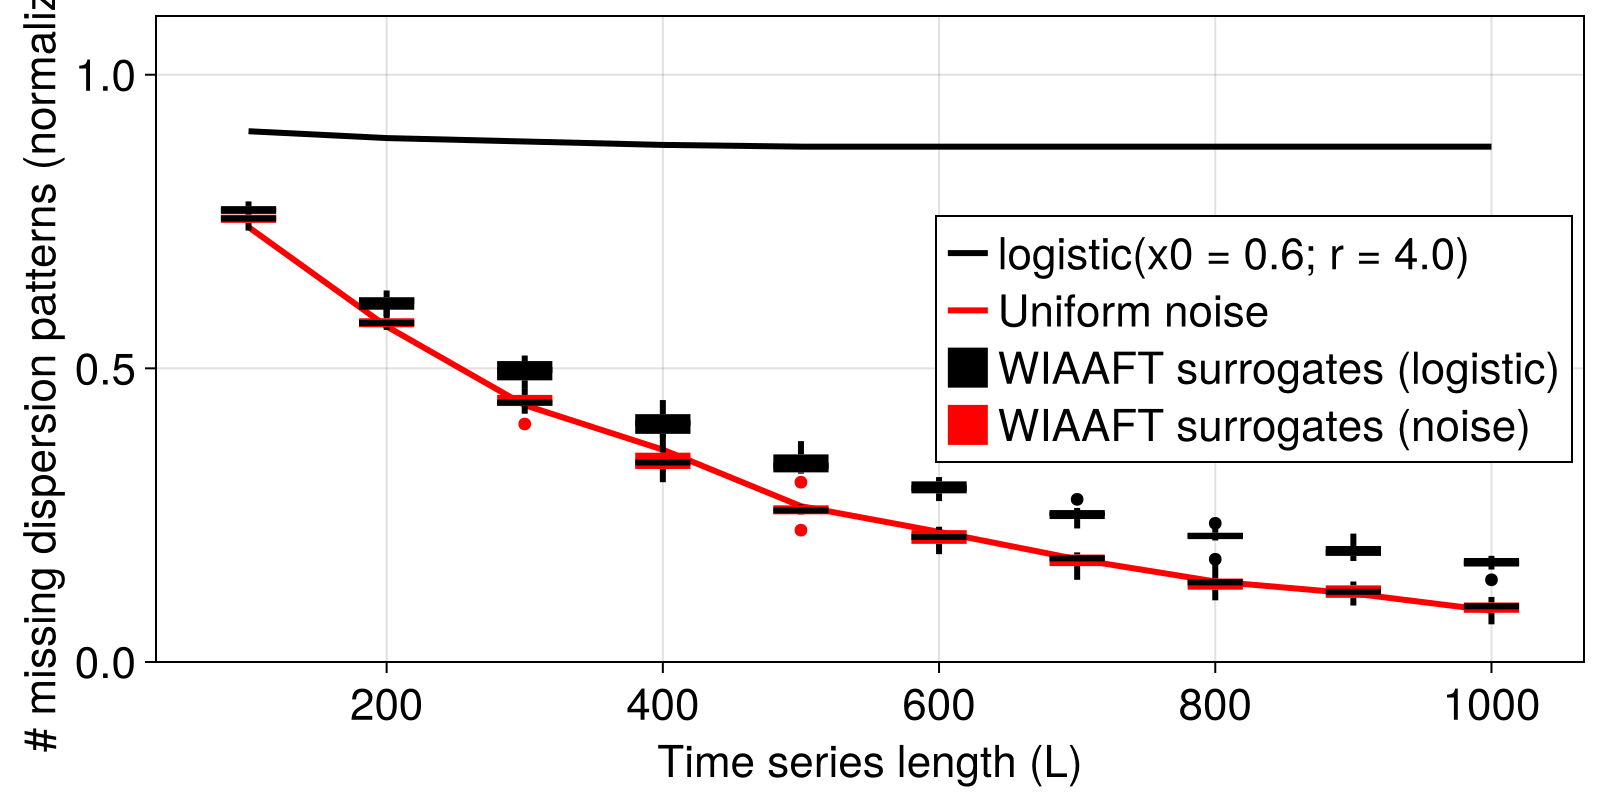 # missing dispersion patterns (normaliz
1.0
0.5
0.0
logistic(x0 = 0.6; r = 4.0)
Uniform noise
WIAAFT surrogates (logistic)
WIAAFT surrogates (noise)
200
400
600
800
1000
Time series length (L)